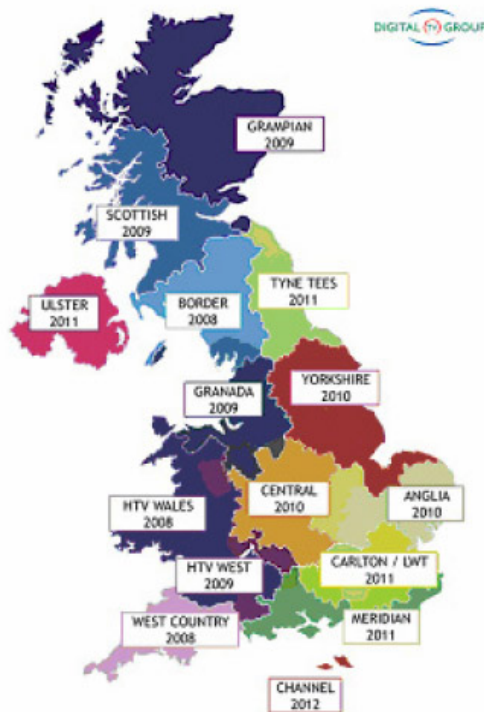 DIGITAL TV GROUP
GRAMPIAN
2009
SCOTTISH
2009
TYNE TEES
2011
ULSTER
2011
BORDER
2008
YORKSHIRE
2010
GRANADA
2009
CENTRAL
2010
ANGLIA
2010
HTV WALES
2008
CARLTON / LWT
2011
HTV WEST
2009
WEST COUNTRY
2008
MERIDIAN
2011
CHANNEL
2012